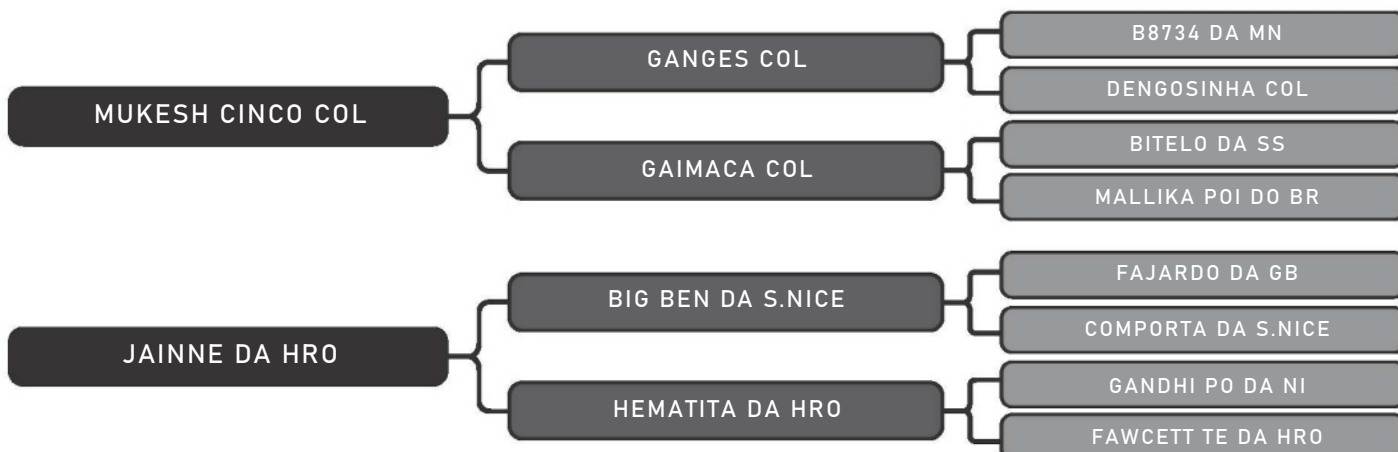 MUKESH CINCO COL
GANGES COL
B8734 DA MN
DENGOSINHA COL
GAIMACA COL
BITELO DA SS
MALLIKA POI DO BR
JAINNE DA HRO
BIG BEN DA S.NICE
FAJARDO DA GB
COMPORTA DA S.NICE
HEMATITA DA HRO
GANDHI PO DA NI
FAWCETT TE DA HRO